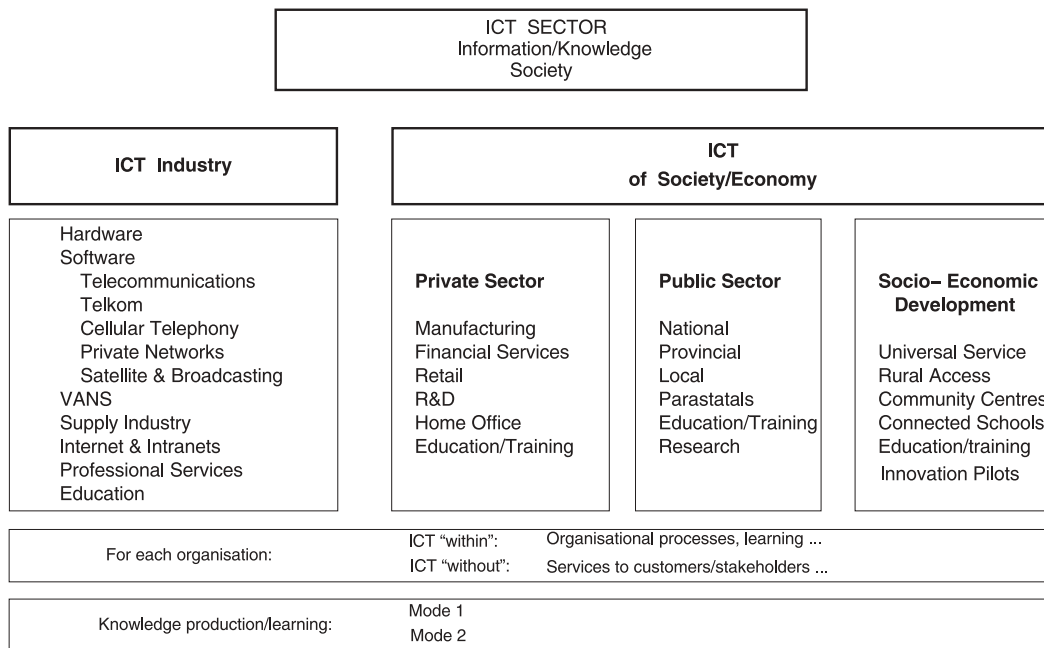 ICT SECTOR
Information/Knowledge
Society
ICT Industry
ICT
of Society/Economy
Hardware
Software
Telecommunications
Telkom
Cellular Telephony
Private Networks
Satellite & Broadcasting
VANS
Supply Industry
Internet & Intranets
Professional Services
Education
Private Sector
Manufacturing
Financial Services
Retail
R&D
Home Office
Education/Training
Public Sector
National
Provincial
Local
Parastatals
Education/Training
Research
Socio– Economic
Development
Universal Service
Rural Access
Community Centres
Connected Schools
Education/training
Innovation Pilots
For each organisation:
ICT “within”: Organisational processes, learning ...
ICT “without”: Services to customers/stakeholders ...
Knowledge production/learning:
Mode 1
Mode 2